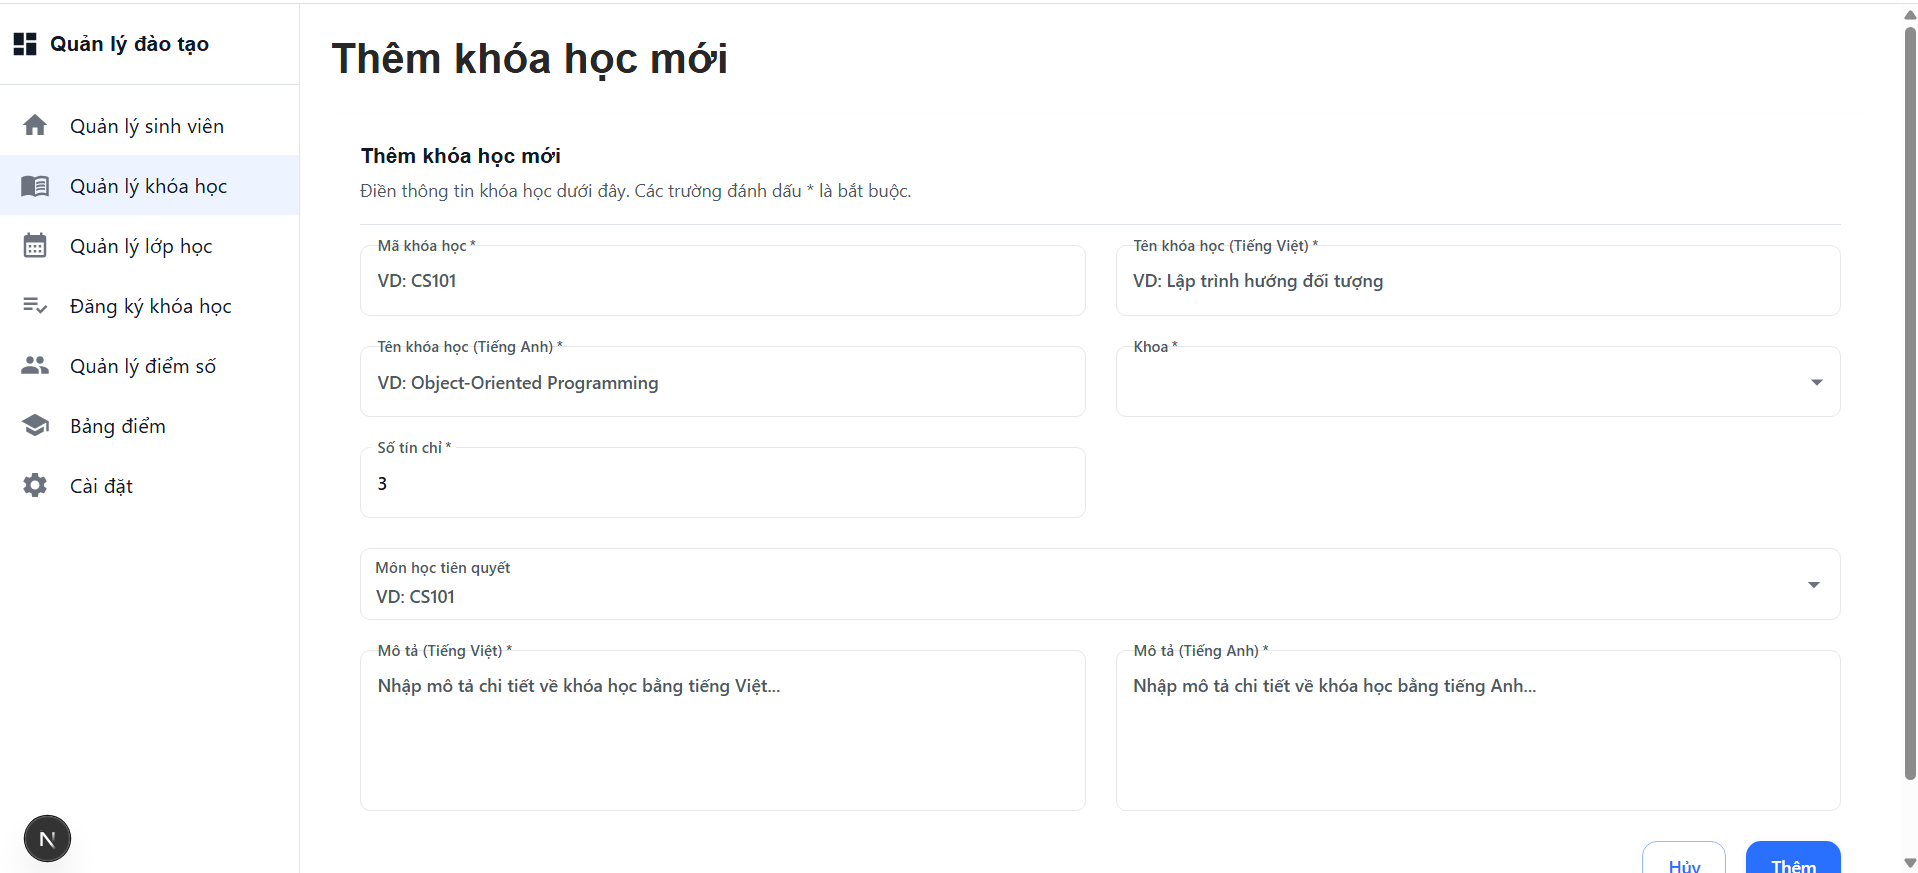 Quản lý đào tạo
Quản lý sinh viên
Quản lý khóa học
Quản lý lớp học
Đăng ký khóa học
Quản lý điểm số
Bảng điểm
Cài đặt
N
Thêm khóa học mới
Thêm khóa học mới
Điền thông tin khóa học dưới đây. Các trường đánh dấu * là bắt buộc.
Mã khóa học *
VD: CS101
Tên khóa học (Tiếng Việt) *
VD: Lập trình hướng đối tượng
Tên khóa học (Tiếng Anh) *
VD: Object-Oriented Programming
Khoa *
Số tín chỉ *
3
Môn học tiên quyết
VD: CS101
Mô tả (Tiếng Việt) *
Nhập mô tả chi tiết về khóa học bằng tiếng Việt...
Mô tả (Tiếng Anh) *
Nhập mô tả chi tiết về khóa học bằng tiếng Anh...
Hủy
Thêm